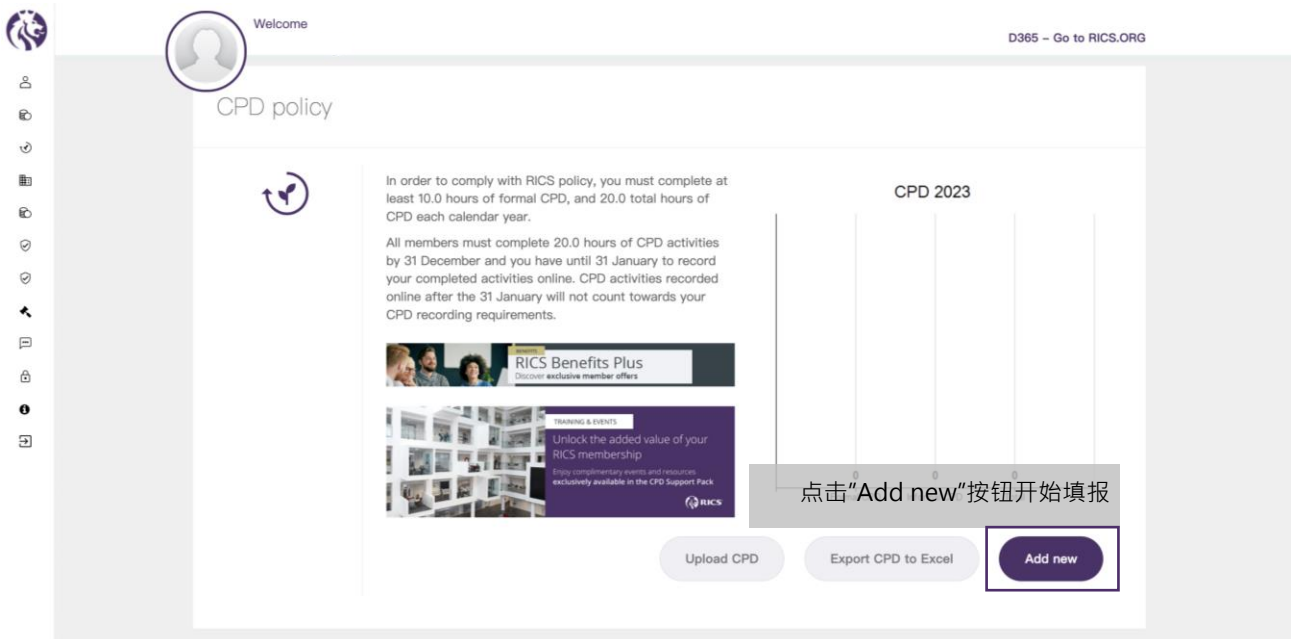 Welcome
D365 – Go to RICS.ORG
CPD policy
In order to comply with RICS policy, you must complete at
least 10.0 hours of formal CPD, and 20.0 total hours of
CPD each calendar year.
All members must complete 20.0 hours of CPD activities
by 31 December and you have until 31 January to record
your completed activities online. CPD activities recorded
online after the 31 January will not count towards your
CPD recording requirements.
BENEFITS
RICS Benefits Plus
Discover exclusive member offers
TRAINING & EVENTS
Unlock the added value of your
RICS membership
Enjoy complimentary events and resources
exclusively available in the CPD Support Pack
RICS
CPD 2023
0 0 0
点击"Add new"按钮开始填报
Upload CPD
Export CPD to Excel
Add new